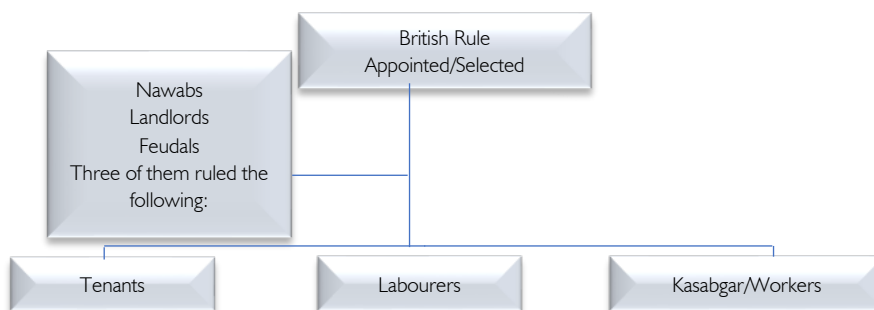 British Rule
Appointed/Selected
Nawabs
Landlords
Feudals
Three of them ruled the
following:
Tenants
Labourers
Kasabgar/Workers